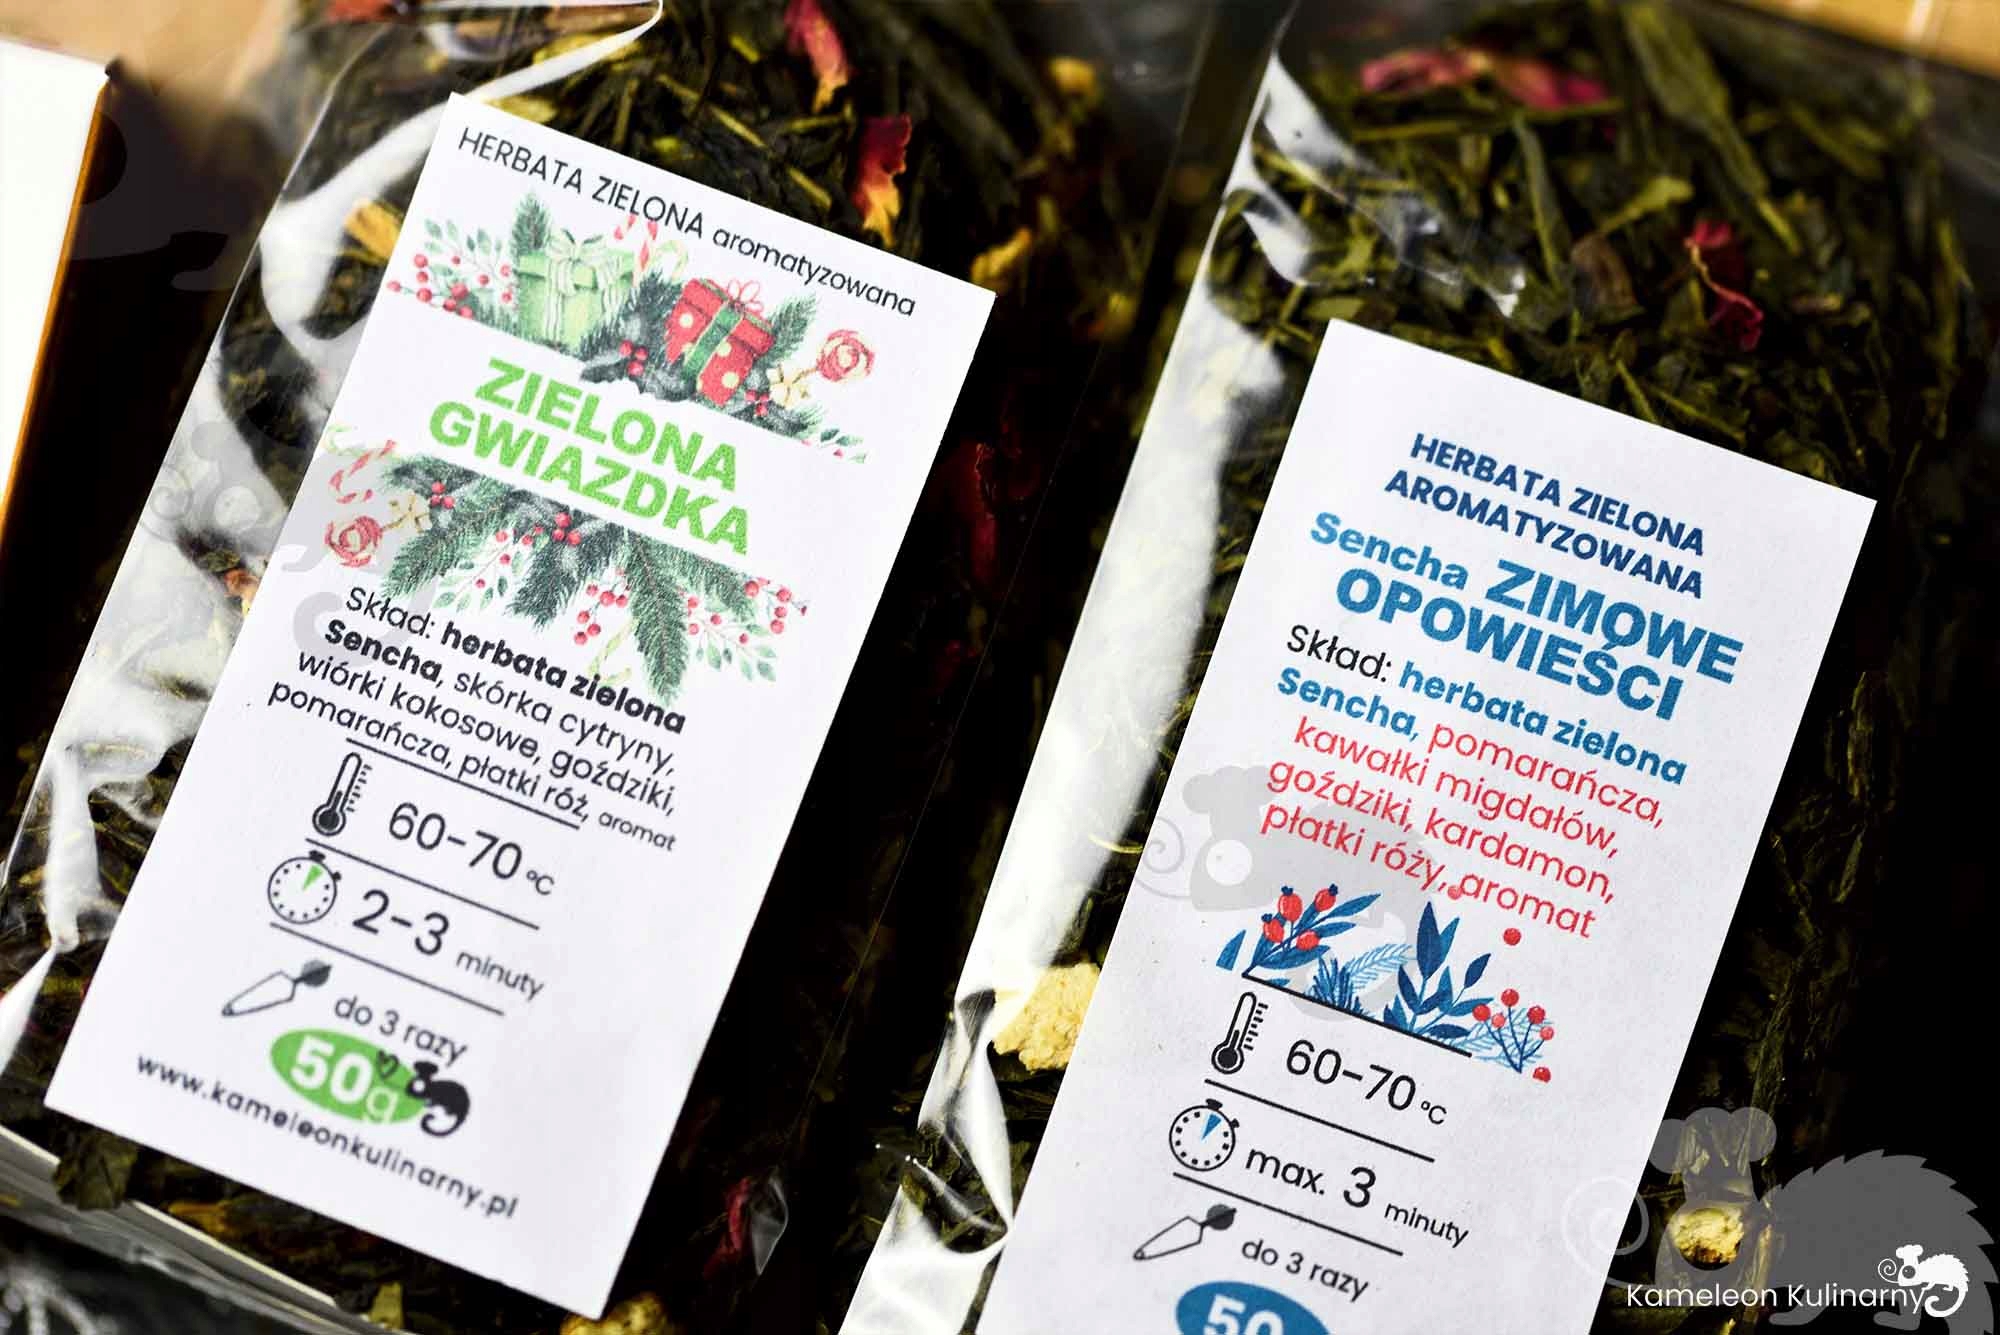 HERBATA ZIELONA aromatyzowana
ZIELONA
GWIAZDKA
Skład: herbata zielona
Sencha, skórka cytryny,
wiórki kokosowe, goździki,
pomarańcza, płatki róż, aromat
60-70 °C
2-3 minuty
do 3 razy
50g
www.kameleonkulinarny.pl
HERBATA ZIELONA
AROMATYZOWANA
Sencha ZIMOWE
OPOWIEŚCI
Skład: herbata zielona
Sencha, pomarańcza,
kawałki migdałów,
goździki, kardamon,
płatki róży, aromat
60-70 °C
max. 3 minuty
do 3 razy
50
Kameleon Kulinarny